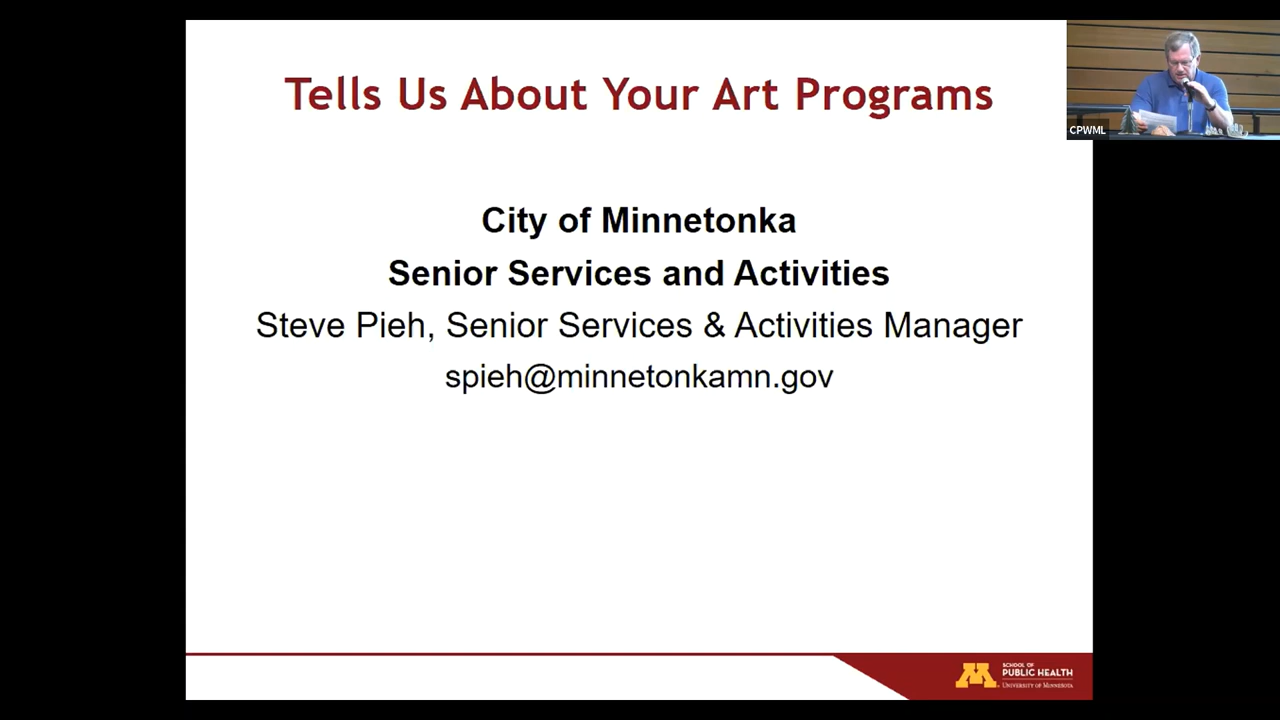 Tells Us About Your Art Programs
CPWML
City of Minnetonka
Senior Services and Activities
Steve Pieh, Senior Services & Activities Manager
spieh@minnetonkamn.gov
M
SCHOOL OF
PUBLIC HEALTH
UNIVERSITY OF MINNESOTA